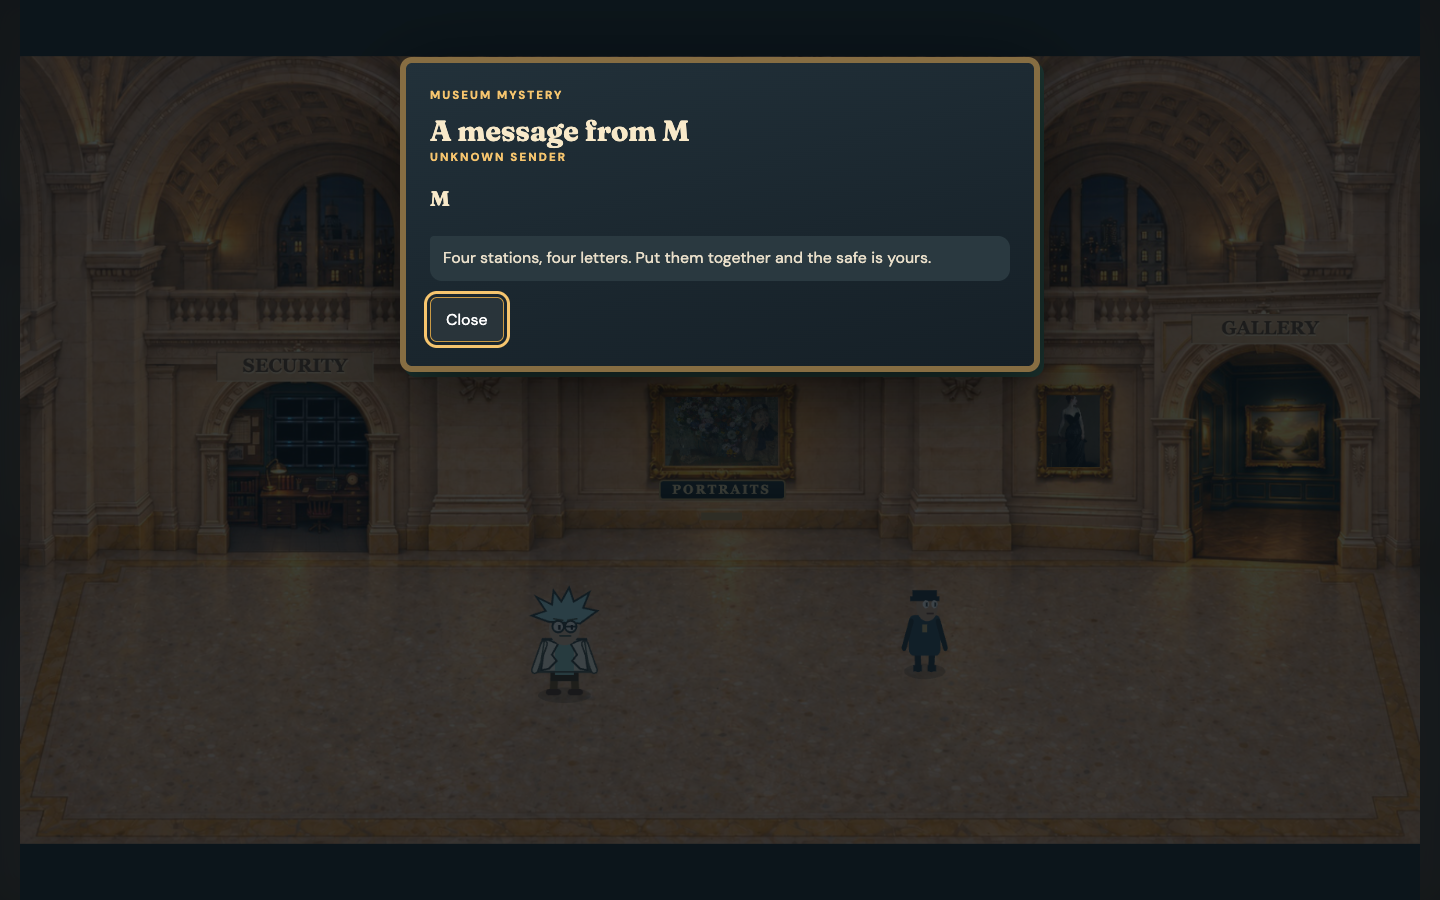 MUSEUM MYSTERY
A message from M
UNKNOWN SENDER
M
Four stations, four letters. Put them together and the safe is yours.
Close
SECURITY
GALLERY
PORTRAITS